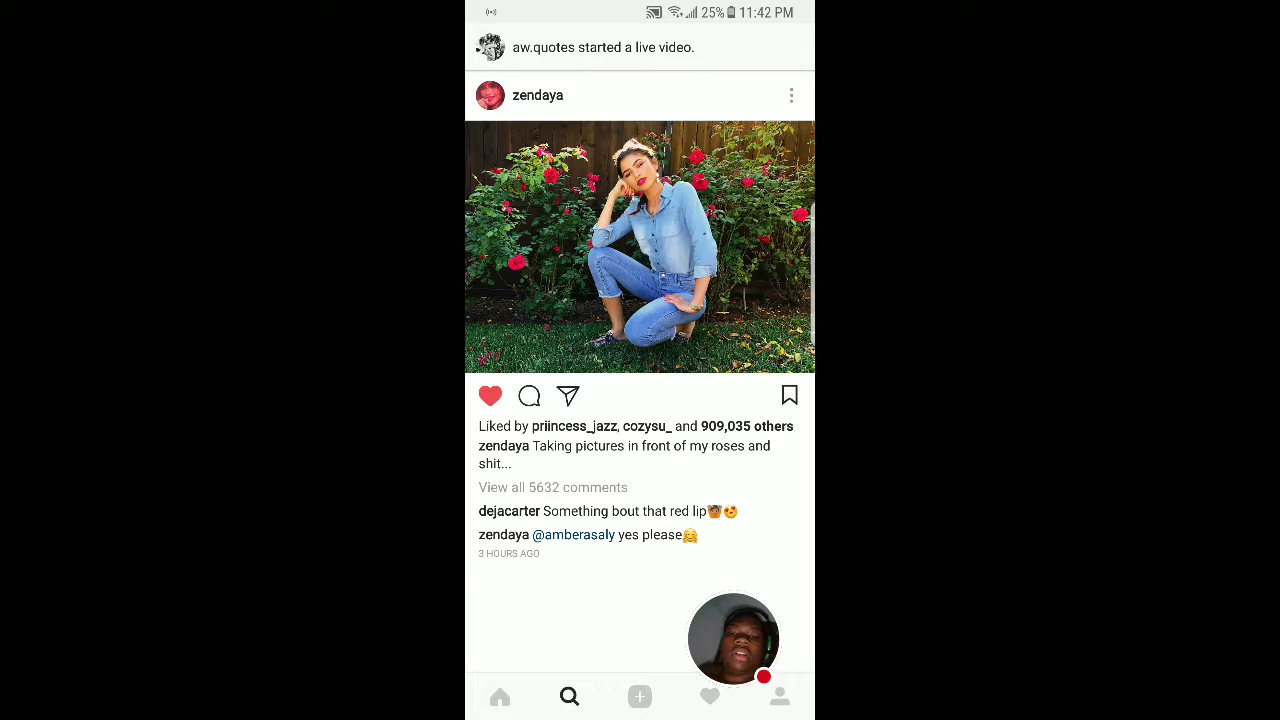 25% 11:42 PM
aw.quotes started a live video.
zendaya
Liked by priincess_jazz, cozysu_ and 909,035 others
zendaya Taking pictures in front of my roses and
shit...
View all 5632 comments
dejacarter Something bout that red lip🙆🏾😍
zendaya @amberasaly yes please🤗
3 HOURS AGO